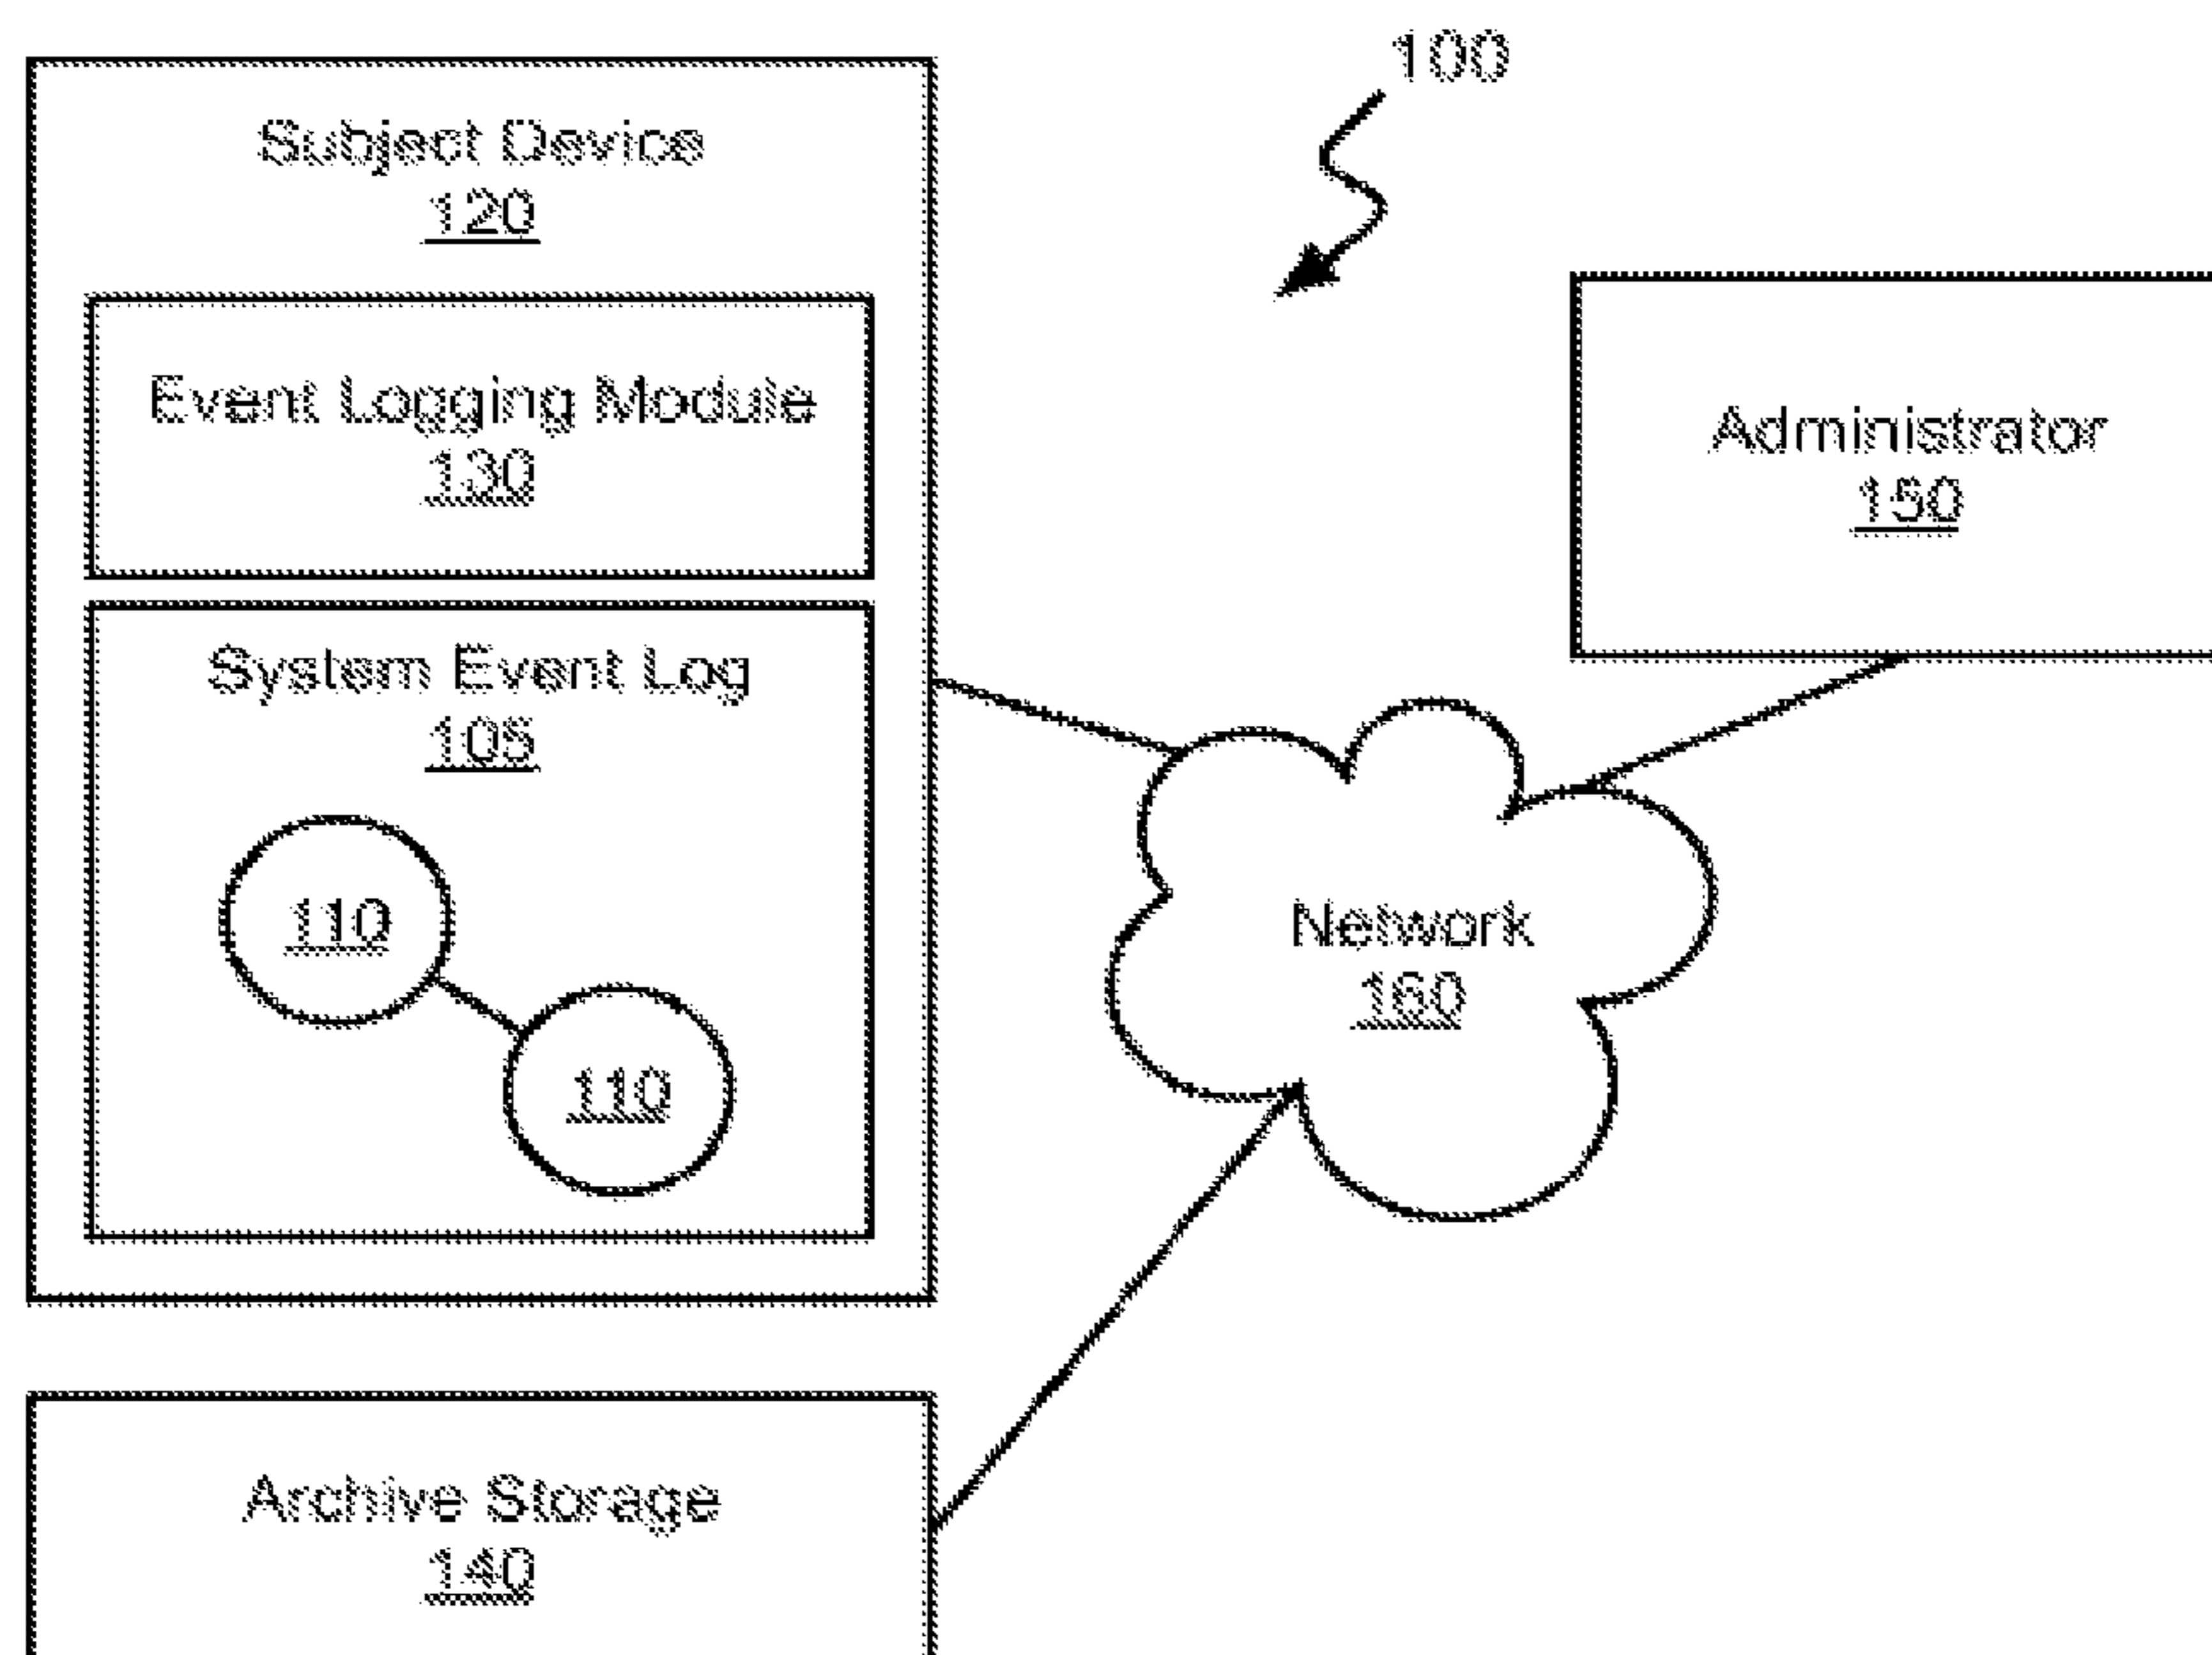 100
Subject Device
120
Event Logging Module
130
Administrator
150
System Event Log
105
110
110
Network
160
Archive Storage
140